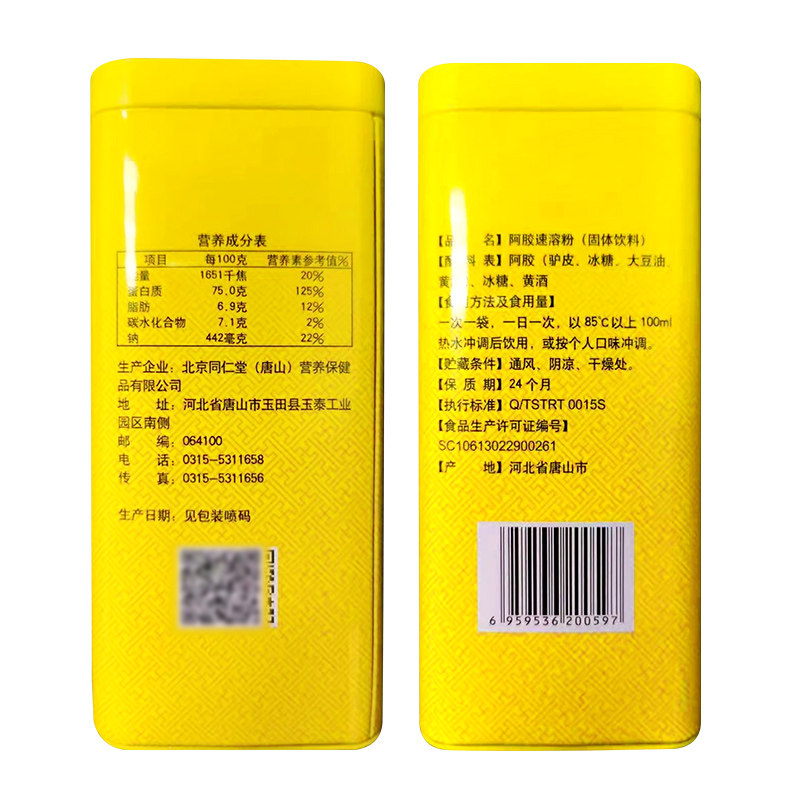 营养成分表
项目 每100克 营养素参考值%
量 1651千焦 20%
蛋白质 75.0克 125%
脂肪 6.9克 12%
碳水化合物 7.1克 2%
钠 442毫克 22%
生产企业：北京同仁堂（唐山）营养保健
品有限公司
地 址：河北省唐山市玉田县玉泰工业
园区南侧
邮 编：064100
电 话：0315-5311658
传 真：0315-5311656
生产日期：见包装喷码
【品 名】阿胶速溶粉（固体饮料）
【配 料 表】阿胶（驴皮、冰糖、大豆油、
黄 、冰糖、黄酒
【食 方法及食用量】
一次一袋，一日一次，以85℃以上100ml
热水冲调后饮用，或按个人口味冲调。
【贮藏条件】通风、阴凉、干燥处。
【保 质 期】24个月
【执行标准】Q/TSTRT 0015S
【食品生产许可证编号】
SC10613022900261
【产 地】河北省唐山市
6 959536 200597